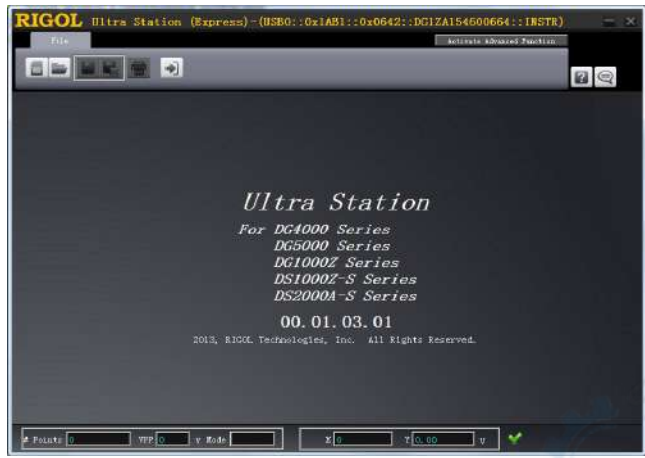 RIGOL Ultra Station (Express)-(USB0::0x1AB1::0x0642::DG1ZA154600664::INSTR)
File
Activate Advanced Function
Ultra Station
For DG4000 Series
DG5000 Series
DG1000Z Series
DS1000Z-S Series
DS2000A-S Series
00.01.03.01
2013, RIGOL Technologies, Inc. All Rights Reserved.
# Points 0 VPP 0 v Mode X 0 Y 0.00 v